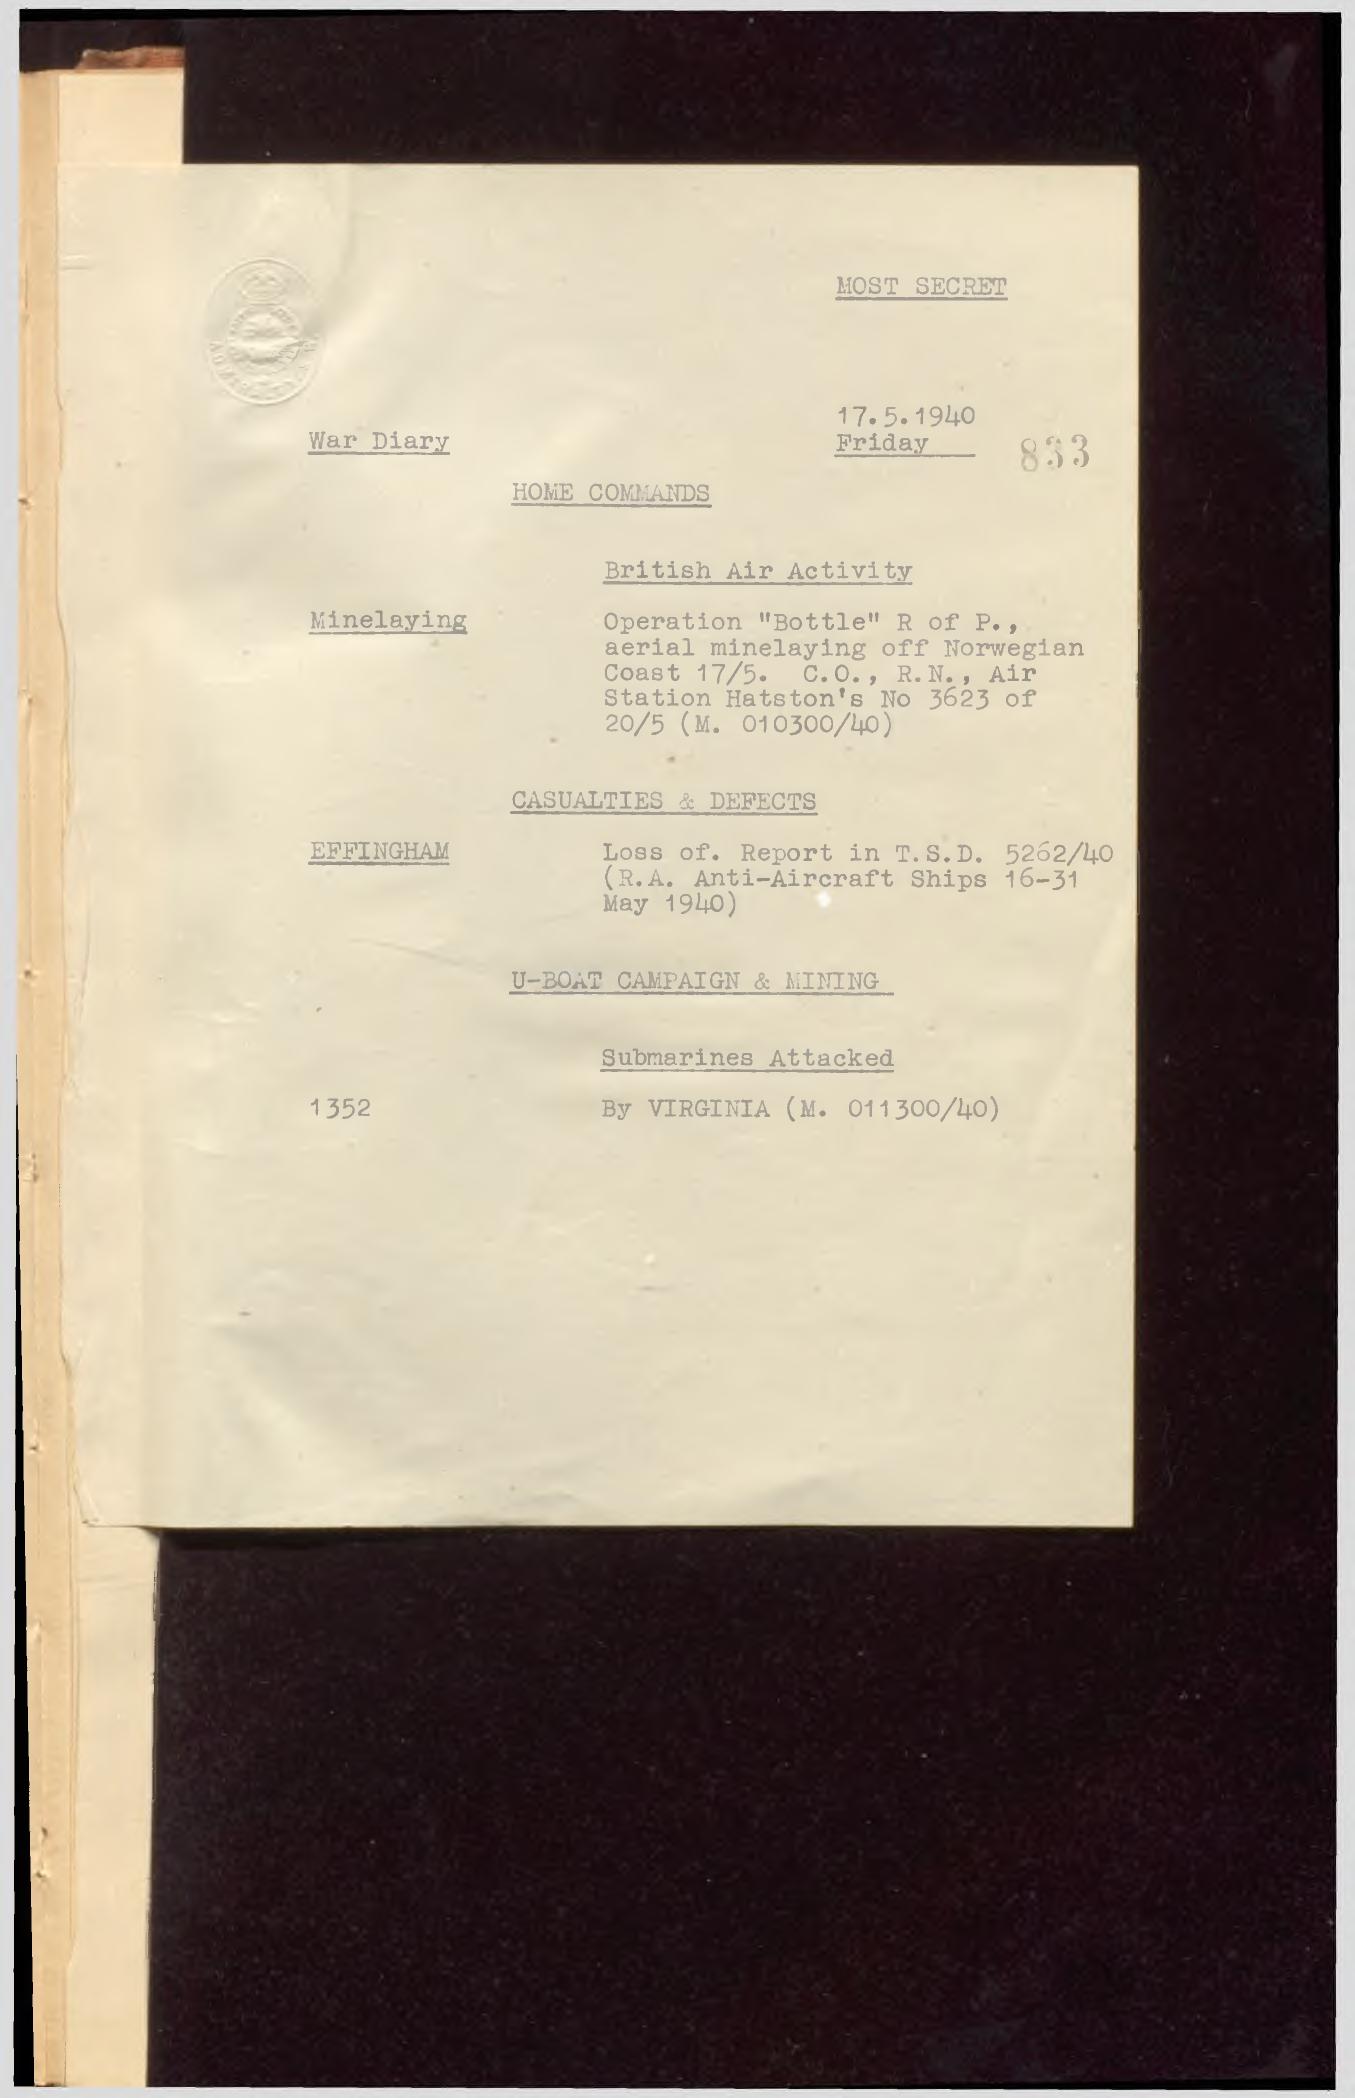 MOST SECRET
17.5.1940
War Diary
Friday
833
HOME COMMANDS
British Air Activity
Minelaying
Operation "Bottle" R of P.,
aerial minelaying off Norwegian
Coast 17/5. C.O., R.N., Air
Station Hatston's No 3623 of
20/5 (M. 010300/40)
CASUALTIES & DEFECTS
EFFINGHAM
Loss of. Report in T.S.D. 5262/40
(R.A. Anti-Aircraft Ships 16-31
May 1940)
U-BOAT CAMPAIGN & MINING
Submarines Attacked
1352
By VIRGINIA (M. 011300/40)